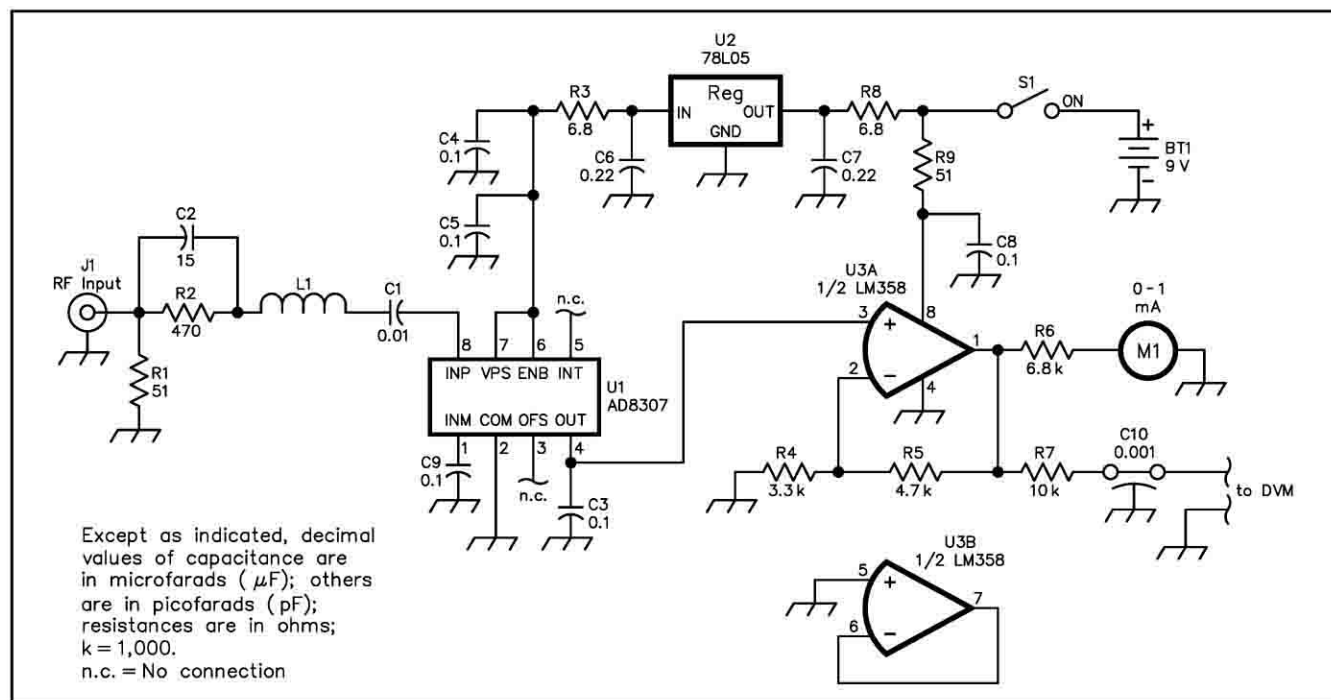 U2
78L05
Reg
IN
OUT
GND
R3
6.8
R8
6.8
S1
ON
C4
0.1
C6
0.22
C7
0.22
R9
51
+
BT1
9 V
-
C5
0.1
C8
0.1
C2
15
J1
RF Input
R2
470
L1
C1
0.01
R1
51
n.c.
8
7
6
5
INP VPS ENB INT
INM COM OFS OUT
U1
AD8307
1
2
3
4
C9
0.1
n.c.
C3
0.1
U3A
1/2 LM358
3
+
8
2
−
4
1
R6
6.8 k
0 - 1
mA
M1
R4
3.3 k
R5
4.7 k
R7
10 k
C10
0.001
to DVM
U3B
1/2 LM358
5
+
6
−
7
Except as indicated, decimal
values of capacitance are
in microfarads ( μF); others
are in picofarads ( pF);
resistances are in ohms;
k = 1,000.
n.c. = No connection